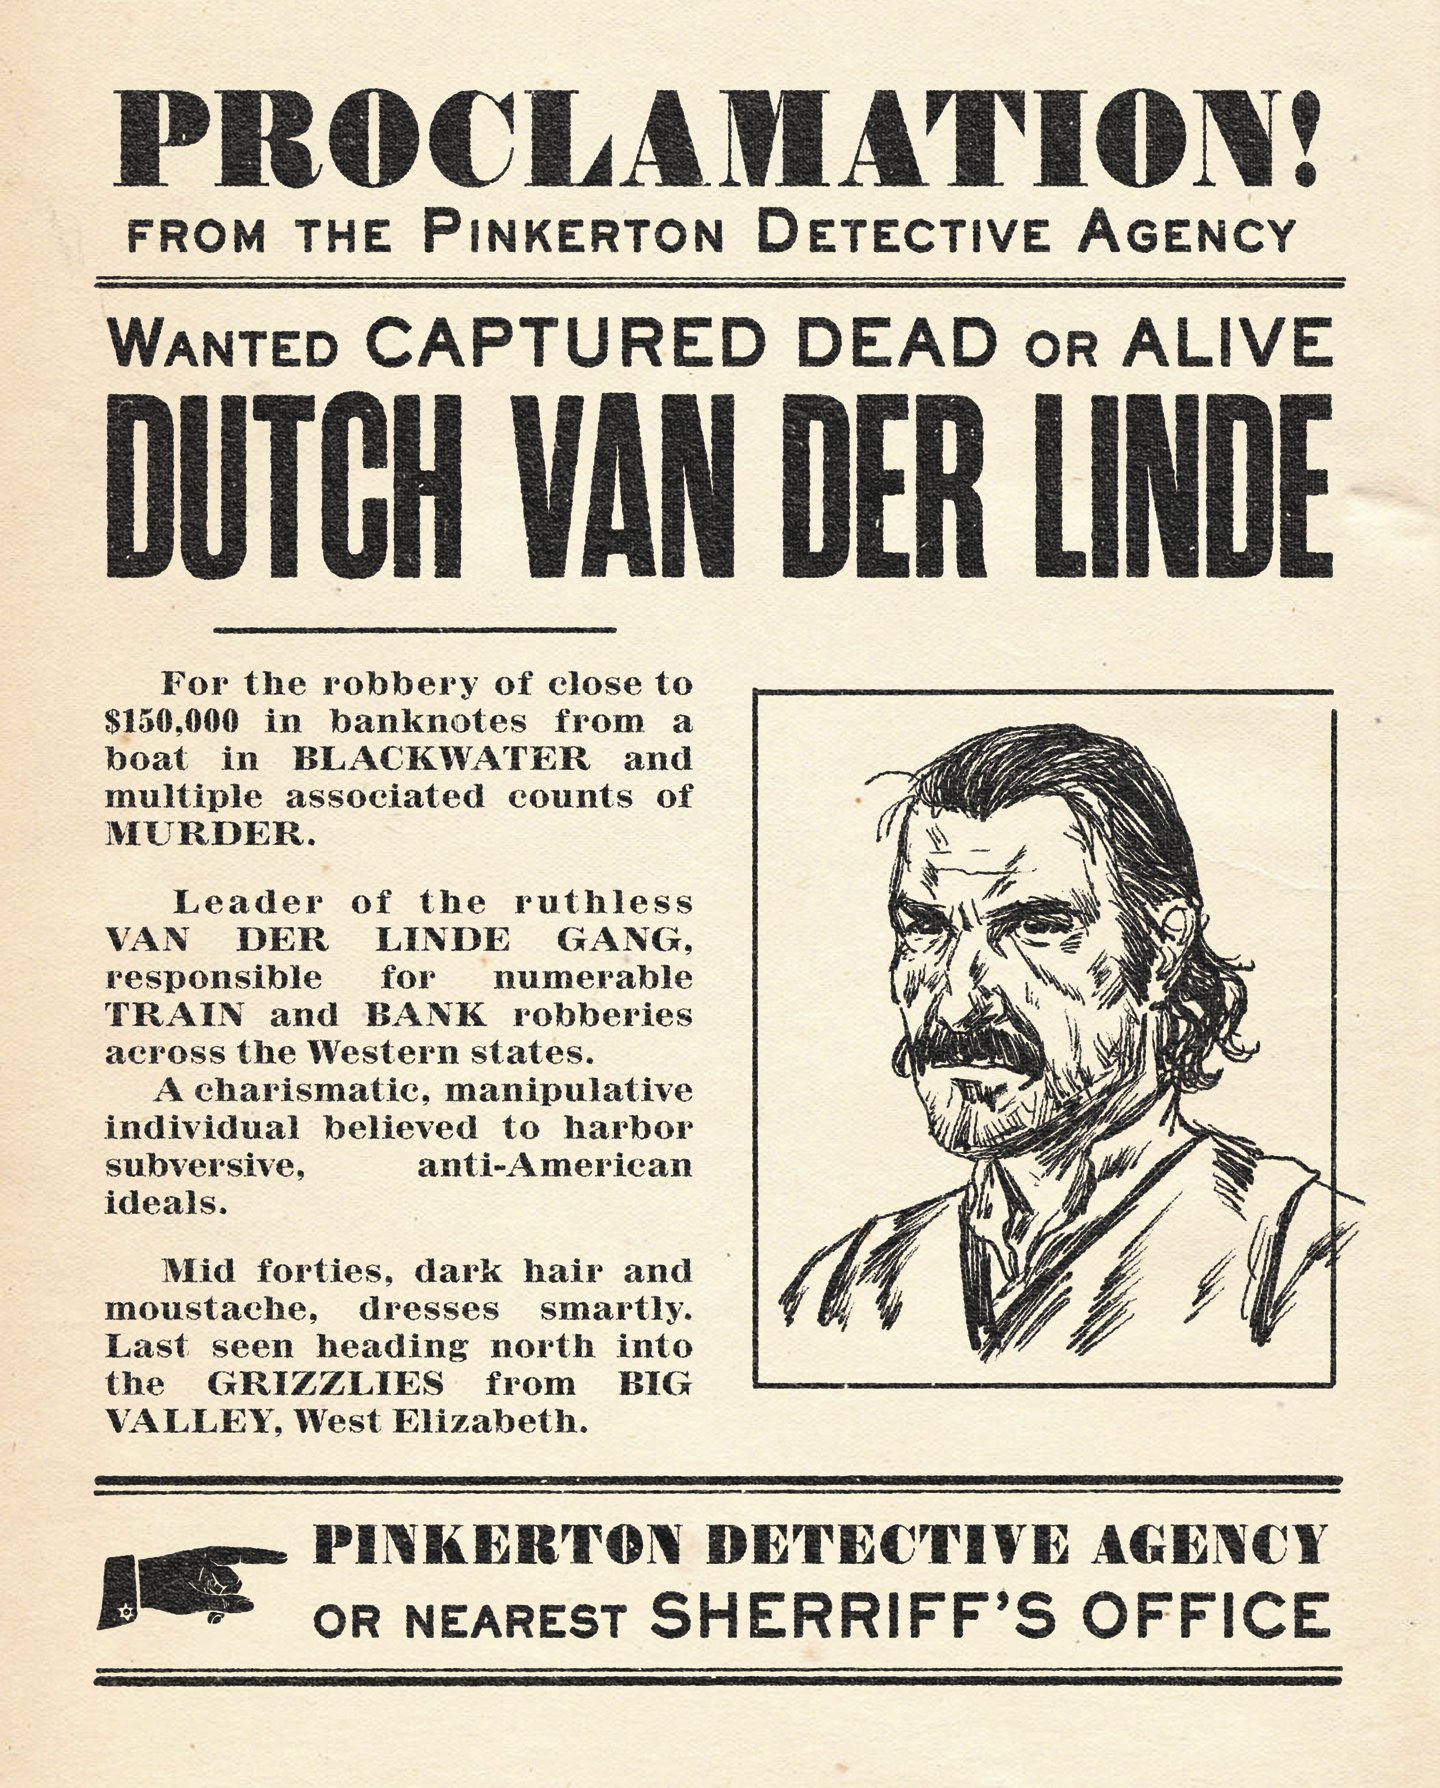 PROCLAMATION!
FROM THE PINKERTON DETECTIVE AGENCY
WANTED CAPTURED DEAD OR ALIVE
DUTCH VAN DER LINDE
For the robbery of close to
$150,000 in banknotes from a
boat in BLACKWATER and
multiple associated counts of
MURDER.
Leader of the ruthless
VAN DER LINDE GANG,
responsible for numerable
TRAIN and BANK robberies
across the Western states.
A charismatic, manipulative
individual believed to harbor
subversive, anti-American
ideals.
Mid forties, dark hair and
moustache, dresses smartly.
Last seen heading north into
the GRIZZLIES from BIG
VALLEY, West Elizabeth.
PINKERTON DETECTIVE AGENCY
OR NEAREST SHERRIFF'S OFFICE